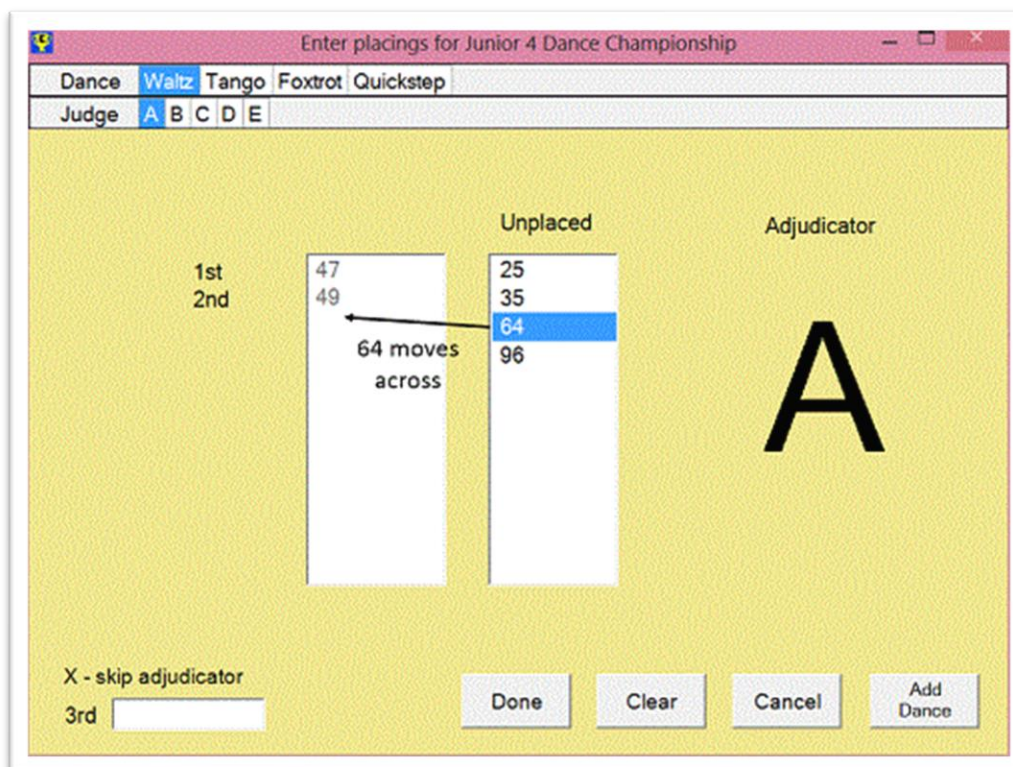 Enter placings for Junior 4 Dance Championship
Dance Waltz Tango Foxtrot Quickstep
Judge A B C D E
Unplaced
Adjudicator
1st 47 25
2nd 49 35
64
64 moves across
96
A
X - skip adjudicator
3rd
Done Clear Cancel Add Dance